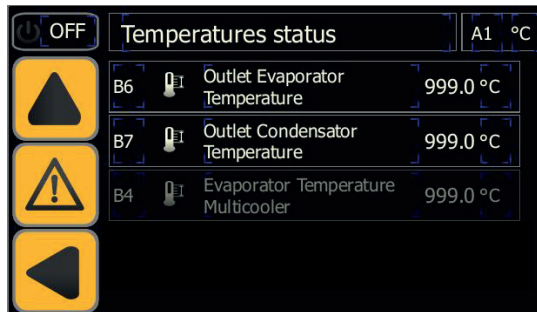 OFF Temperatures status A1 °C
B6 Outlet Evaporator Temperature 999.0 °C
B7 Outlet Condensator Temperature 999.0 °C
B4 Evaporator Temperature Multicooler 999.0 °C